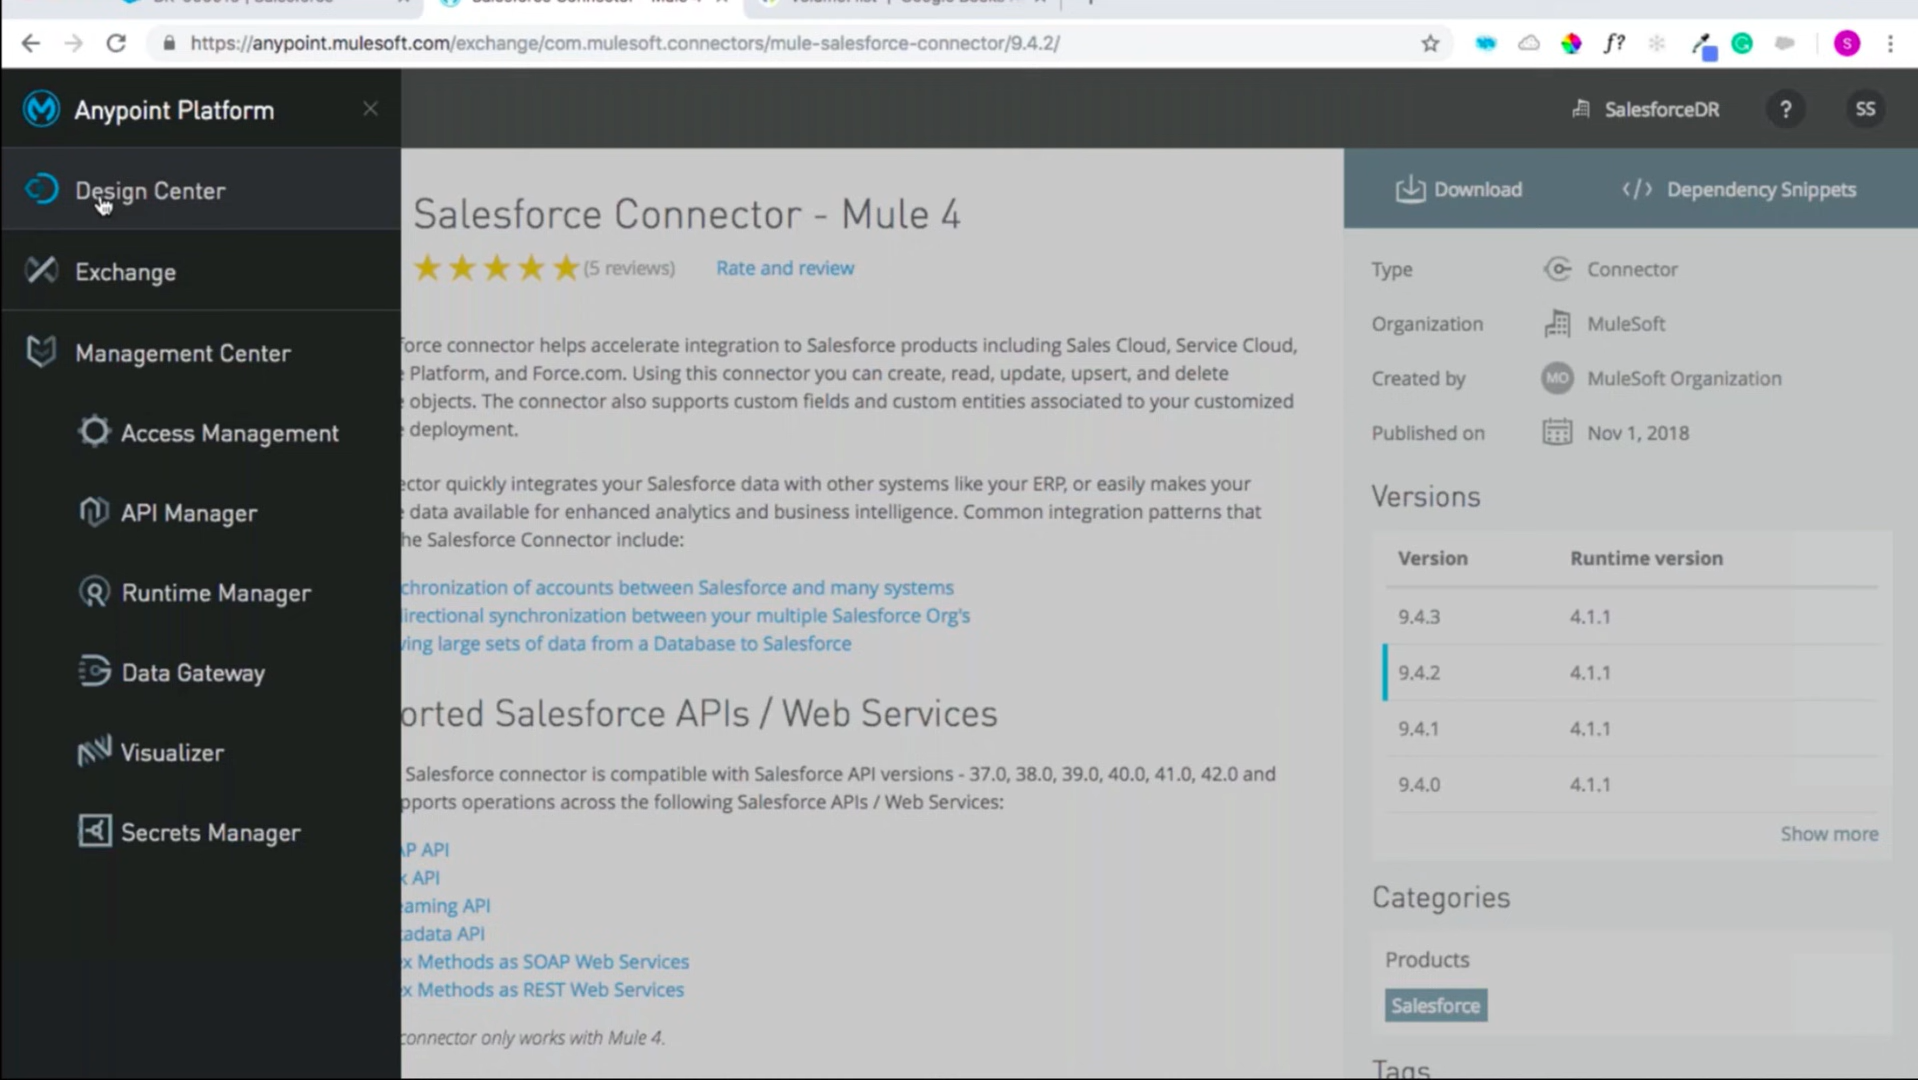 https://anypoint.mulesoft.com/exchange/com.mulesoft.connectors/mule-salesforce-connector/9.4.2/
f?
S
Anypoint Platform
SalesforceDR
?
SS
Design Center
Exchange
Management Center
Access Management
API Manager
Runtime Manager
Data Gateway
Visualizer
Secrets Manager
Salesforce Connector - Mule 4
(5 reviews) Rate and review
force connector helps accelerate integration to Salesforce products including Sales Cloud, Service Cloud,
Platform, and Force.com. Using this connector you can create, read, update, upsert, and delete
objects. The connector also supports custom fields and custom entities associated to your customized
deployment.
ector quickly integrates your Salesforce data with other systems like your ERP, or easily makes your
data available for enhanced analytics and business intelligence. Common integration patterns that
he Salesforce Connector include:
chronization of accounts between Salesforce and many systems
irectional synchronization between your multiple Salesforce Org's
ving large sets of data from a Database to Salesforce
orted Salesforce APIs / Web Services
Salesforce connector is compatible with Salesforce API versions - 37.0, 38.0, 39.0, 40.0, 41.0, 42.0 and
pports operations across the following Salesforce APIs / Web Services:
AP API
k API
eaming API
tadata API
ex Methods as SOAP Web Services
ex Methods as REST Web Services
connector only works with Mule 4.
Download
</> Dependency Snippets
Type Connector
Organization MuleSoft
Created by MO MuleSoft Organization
Published on Nov 1, 2018
Versions
Version Runtime version
9.4.3 4.1.1
9.4.2 4.1.1
9.4.1 4.1.1
9.4.0 4.1.1
Show more
Categories
Products
Salesforce
Tags